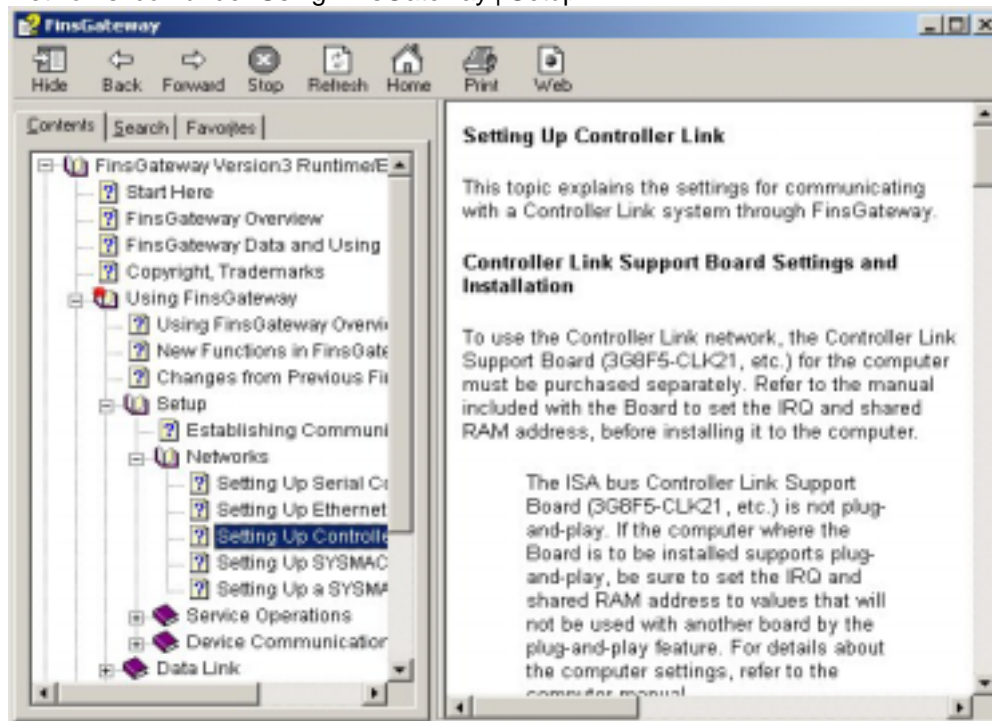 FinsGateway
Hide Back Forward Stop Refresh Home Print Web
Contents Search Favorites
FinsGateway Version3 Runtime/E
Start Here
FinsGateway Overview
FinsGateway Data and Using
Copyright, Trademarks
Using FinsGateway
Using FinsGateway Overvi
New Functions in FinsGate
Changes from Previous Fi
Setup
Establishing Communi
Networks
Setting Up Serial Co
Setting Up Ethernet
Setting Up Controlle
Setting Up SYSMAC
Setting Up a SYSMA
Service Operations
Device Communication
Data Link
Setting Up Controller Link
This topic explains the settings for communicating
with a Controller Link system through FinsGateway.
Controller Link Support Board Settings and
Installation
To use the Controller Link network, the Controller Link
Support Board (3G8F5-CLK21, etc.) for the computer
must be purchased separately. Refer to the manual
included with the Board to set the IRQ and shared
RAM address, before installing it to the computer.
The ISA bus Controller Link Support
Board (3G8F5-CLK21, etc.) is not plug-
and-play. If the computer where the
Board is to be installed supports plug-
and-play, be sure to set the IRQ and
shared RAM address to values that will
not be used with another board by the
plug-and-play feature. For details about
the computer settings, refer to the
computer manual.